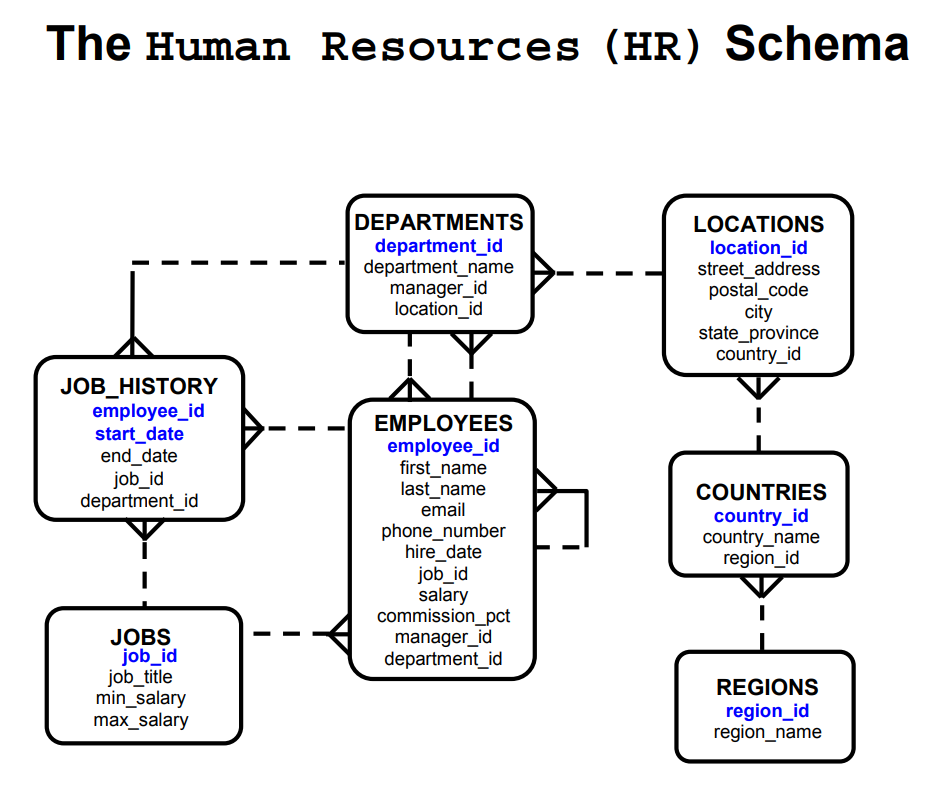 The Human Resources (HR) Schema
DEPARTMENTS
department_id
department_name
manager_id
location_id
LOCATIONS
location_id
street_address
postal_code
city
state_province
country_id
JOB_HISTORY
employee_id
start_date
end_date
job_id
department_id
EMPLOYEES
employee_id
first_name
last_name
email
phone_number
hire_date
job_id
salary
commission_pct
manager_id
department_id
COUNTRIES
country_id
country_name
region_id
JOBS
job_id
job_title
min_salary
max_salary
REGIONS
region_id
region_name